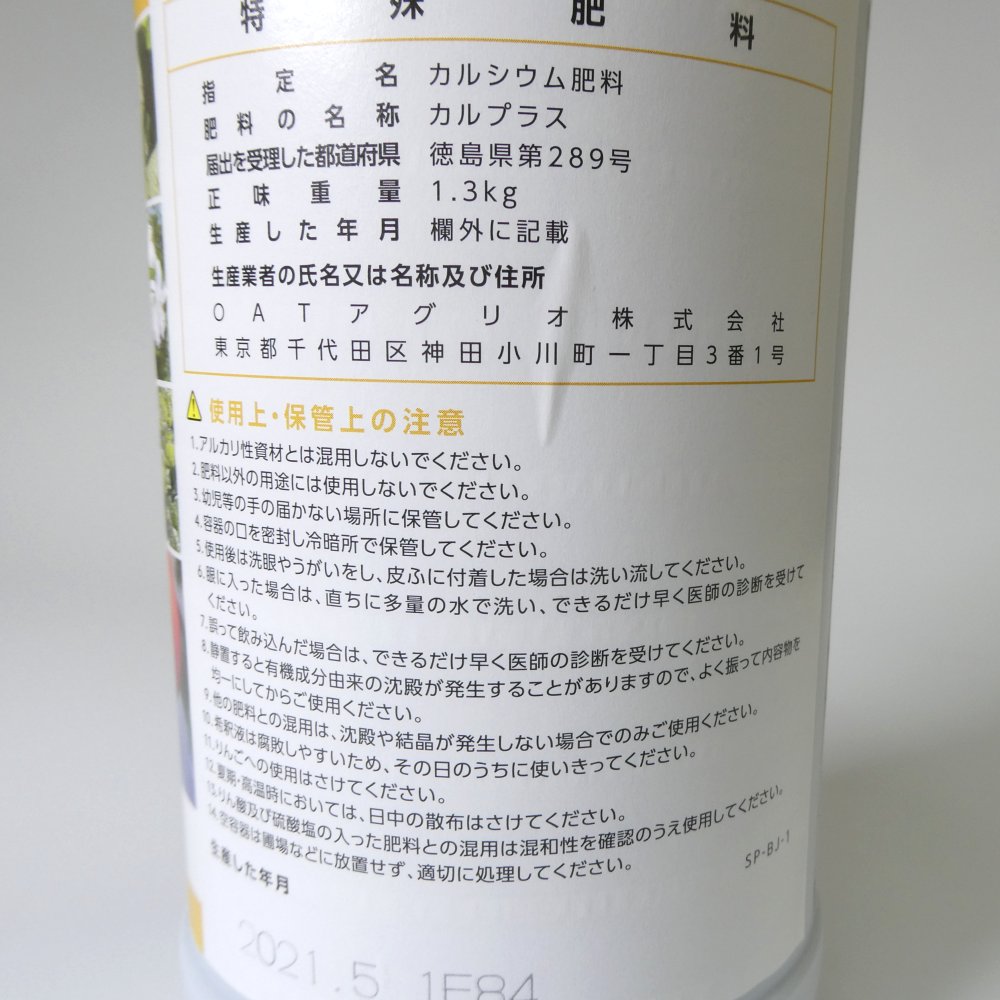 特殊肥料
指定名 カルシウム肥料
肥料の名称 カルプラス
届出を受理した都道府県 徳島県第289号
正味重量 1.3kg
生産した年月 欄外に記載
生産業者の氏名又は名称及び住所
OATアグリオ株式会社
東京都千代田区神田小川町一丁目3番1号
使用上・保管上の注意
1.アルカリ性資材とは混用しないでください。
2.肥料以外の用途には使用しないでください。
3.幼児等の手の届かない場所に保管してください。
4.容器の口を密封し冷暗所で保管してください。
5.使用後は洗眼やうがいをし、皮ふに付着した場合は洗い流してください。
6.眼に入った場合は、直ちに多量の水で洗い、できるだけ早く医師の診断を受けて
ください。
7.誤って飲み込んだ場合は、できるだけ早く医師の診断を受けてください。
8.静置すると有機成分由来の沈殿が発生することがありますので、よく振って内容物を
均一にしてからご使用ください。
9.他の肥料との混用は、沈殿や結晶が発生しない場合でのみご使用ください。
10.希釈液は腐敗しやすいため、その日のうちに使いきってください。
11.りんごへの使用はさけてください。
12.夏期・高温時においては、日中の散布はさけてください。
13.りん酸及び硫酸塩の入った肥料との混用は混和性を確認のうえ使用してください。
14.空容器は圃場などに放置せず、適切に処理してください。
SP-BJ-1
生産した年月
2021.5 1F84